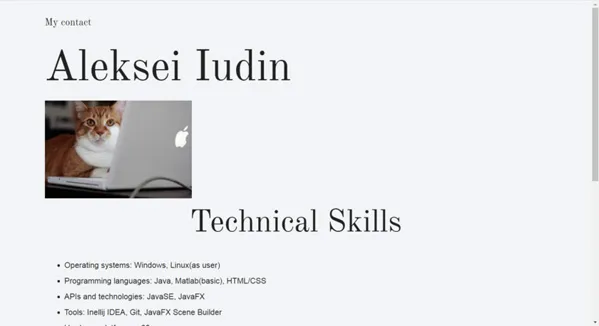 My contact
Aleksei Iudin
Technical Skills
Operating systems: Windows, Linux(as user)
Programming languages: Java, Matlab(basic), HTML/CSS
APIs and technologies: JavaSE, JavaFX
Tools: Inellij IDEA, Git, JavaFX Scene Builder